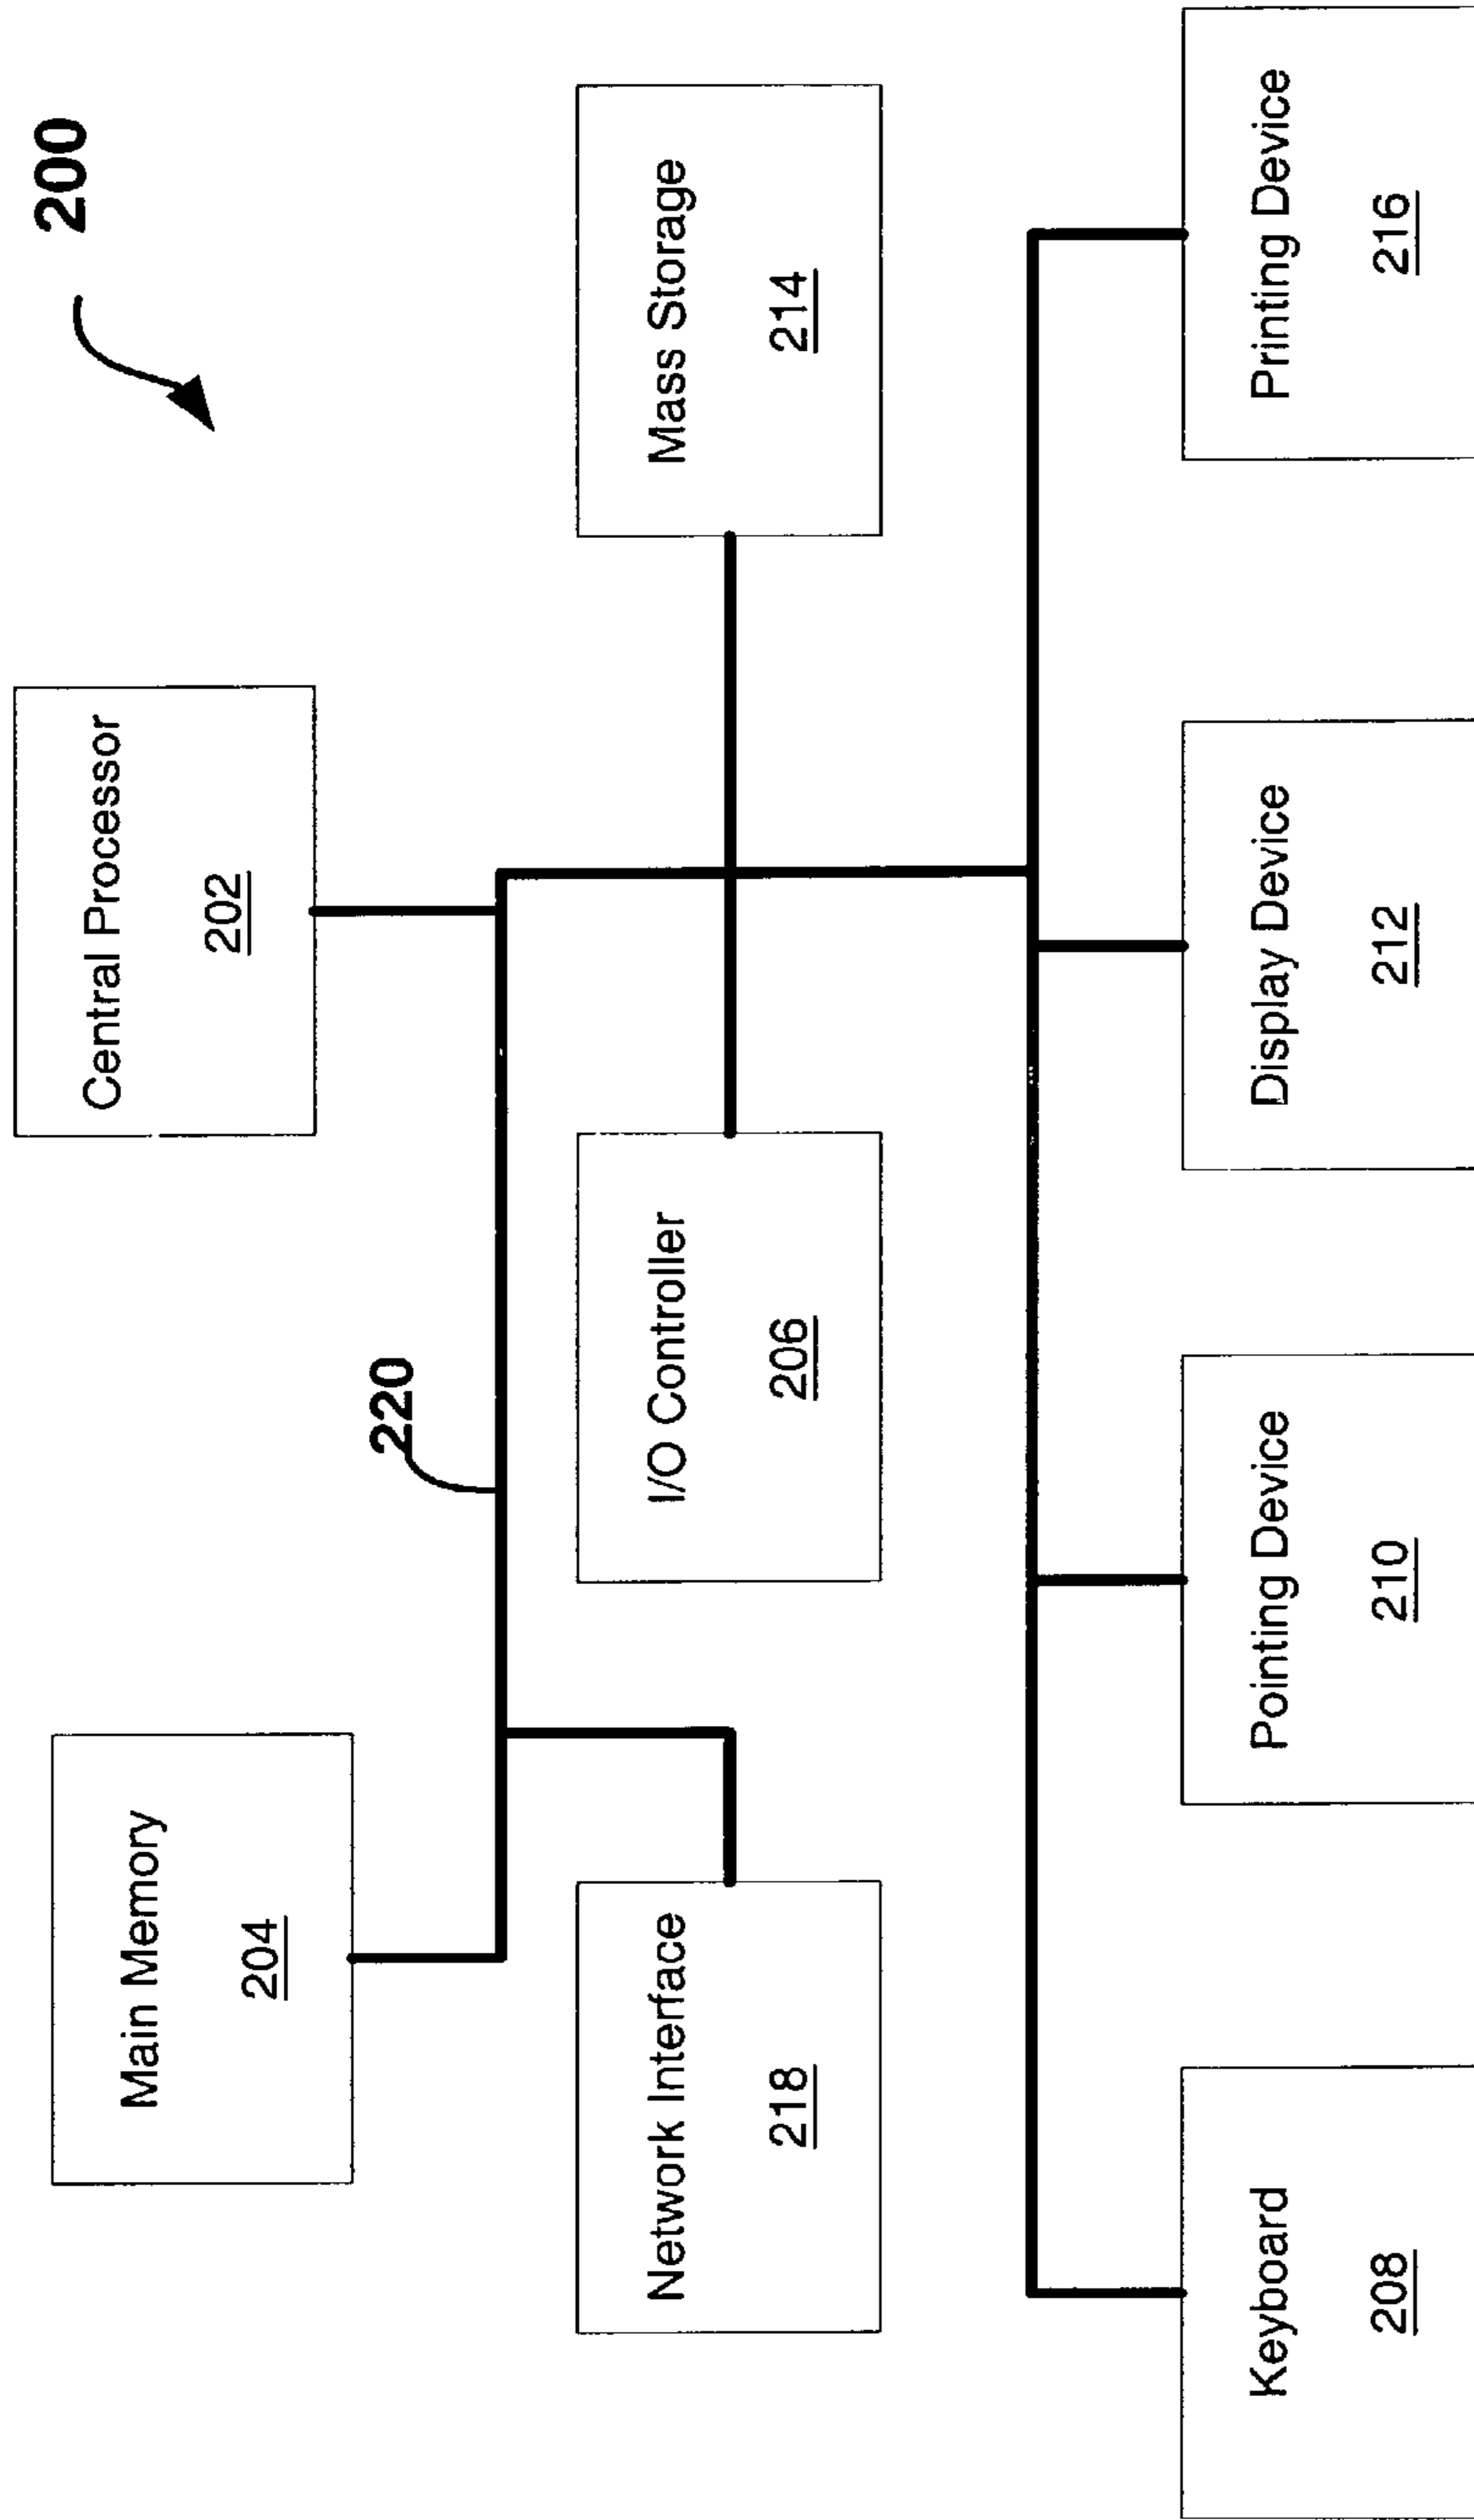 200
Central Processor
202
Main Memory
204
220
Mass Storage
214
I/O Controller
206
Network Interface
218
Keyboard
208
Pointing Device
210
Display Device
212
Printing Device
216